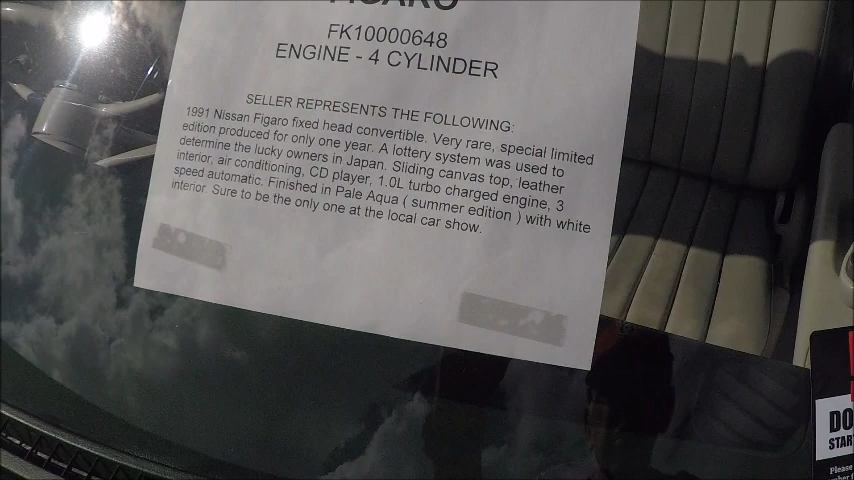 FIGARO
FK10000648
ENGINE - 4 CYLINDER
SELLER REPRESENTS THE FOLLOWING:
1991 Nissan Figaro fixed head convertible. Very rare, special limited
edition produced for only one year. A lottery system was used to
determine the lucky owners in Japan. Sliding canvas top, leather
interior, air conditioning, CD player, 1.0L turbo charged engine, 3
speed automatic. Finished in Pale Aqua ( summer edition ) with white
interior. Sure to be the only one at the local car show.
DO
STAR
Please